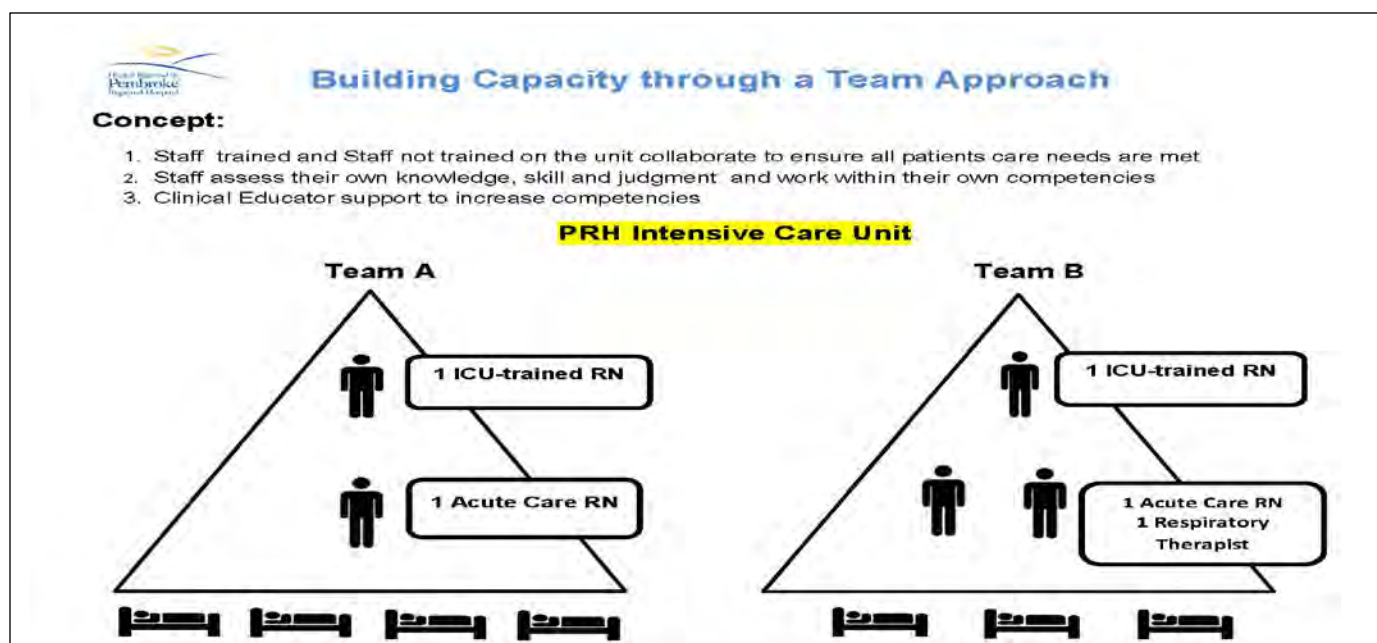 Pembroke
Building Capacity through a Team Approach
Concept:
1. Staff trained and Staff not trained on the unit collaborate to ensure all patients care needs are met
2. Staff assess their own knowledge, skill and judgment and work within their own competencies
3. Clinical Educator support to increase competencies
PRH Intensive Care Unit
Team A
Team B
1 ICU-trained RN
1 ICU-trained RN
1 Acute Care RN
1 Acute Care RN
1 Respiratory
Therapist